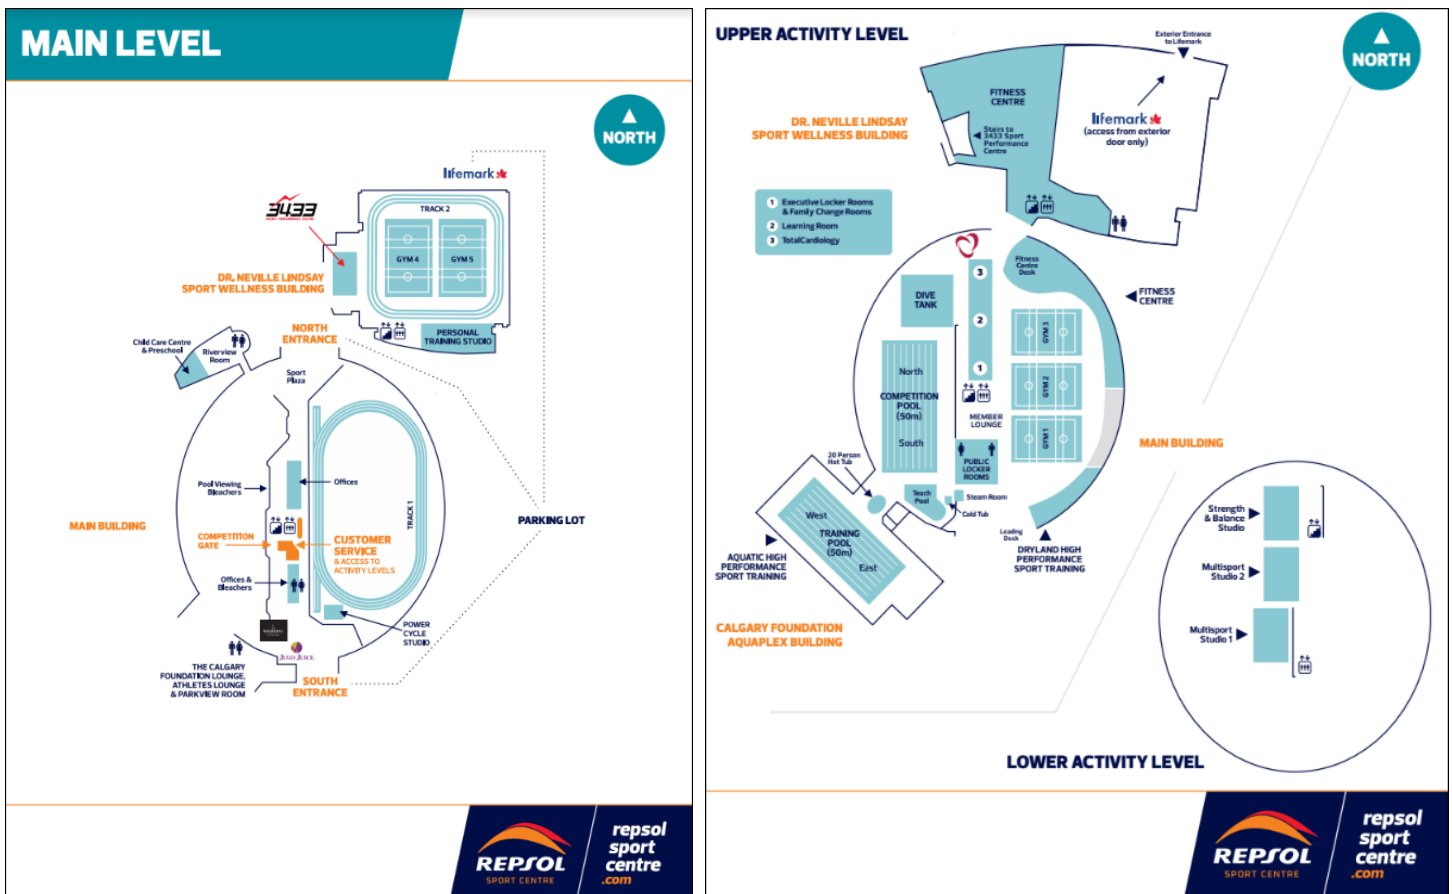 MAIN LEVEL
NORTH
lifemark
3433
TRACK 2
GYM 4
GYM 5
DR. NEVILLE LINDSAY
SPORT WELLNESS BUILDING
NORTH
ENTRANCE
PERSONAL
TRAINING STUDIO
Child Care Centre
& Preschool
Riverview
Room
Sport
Plaza
Pool Viewing
Bleachers
Offices
TRACK 1
MAIN BUILDING
PARKING LOT
COMPETITION
GATE
CUSTOMER
SERVICE
& ACCESS TO
ACTIVITY LEVELS
Offices &
Bleachers
POWER
CYCLE
STUDIO
JUGO JUICE
THE CALGARY
FOUNDATION LOUNGE,
ATHLETES LOUNGE
& PARKVIEW ROOM
SOUTH
ENTRANCE
REPSOL
SPORT CENTRE
repsol
sport
centre
.com
UPPER ACTIVITY LEVEL
Exterior Entrance
to Lifemark
NORTH
FITNESS
CENTRE
DR. NEVILLE LINDSAY
SPORT WELLNESS BUILDING
Stairs to
3433 Sport
Performance
Centre
lifemark
(access from exterior
door only)
1 Executive Locker Rooms
& Family Change Rooms
2 Learning Room
3 TotalCardiology
Fitness
Centre
Desk
3
DIVE
TANK
FITNESS
CENTRE
2
GYM 3
North
1
GYM 2
COMPETITION
POOL
(50m)
MEMBER
LOUNGE
South
GYM 1
MAIN BUILDING
20 Person
Hot Tub
PUBLIC
LOCKER
ROOMS
Teach
Pool
Steam Room
Cold Tub
West
TRAINING
POOL
(50m)
East
Leading
Deck
AQUATIC HIGH
PERFORMANCE
SPORT TRAINING
DRYLAND HIGH
PERFORMANCE
SPORT TRAINING
CALGARY FOUNDATION
AQUAPLEX BUILDING
Strength
& Balance
Studio
Multisport
Studio 2
Multisport
Studio 1
LOWER ACTIVITY LEVEL
REPSOL
SPORT CENTRE
repsol
sport
centre
.com